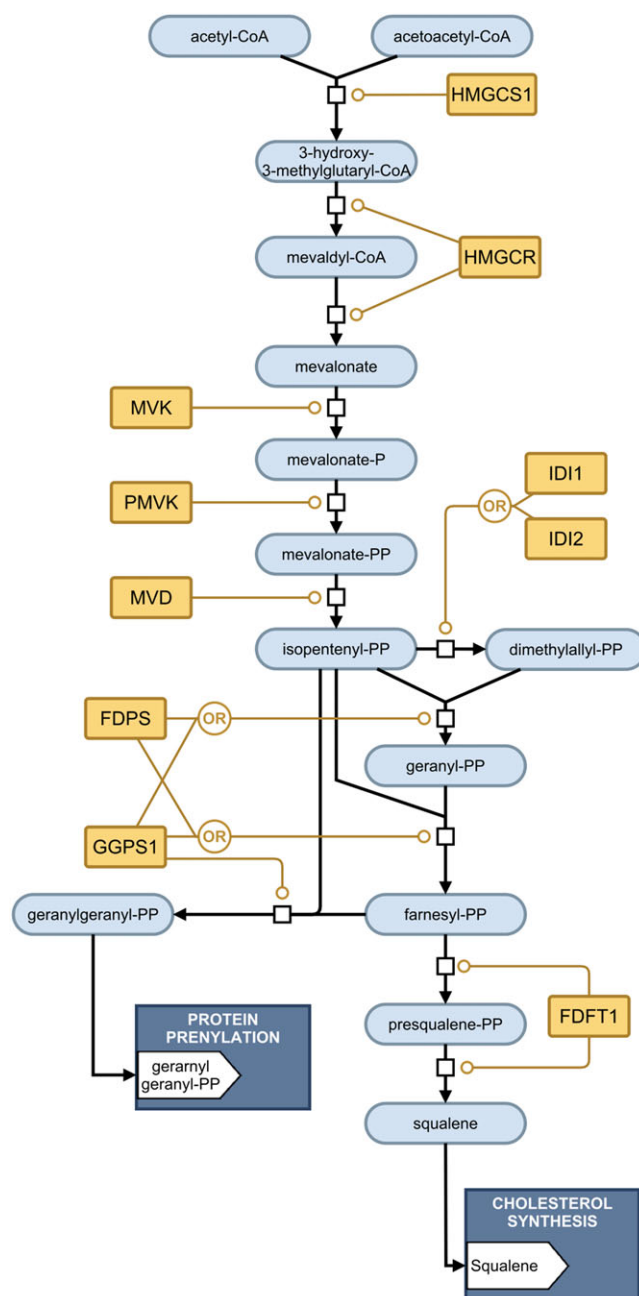 acetyl-CoA
acetoacetyl-CoA
HMGCS1
3-hydroxy-
3-methylglutaryl-CoA
mevaldyl-CoA
HMGCR
mevalonate
MVK
mevalonate-P
IDI1
OR
PMVK
IDI2
mevalonate-PP
MVD
isopentenyl-PP
dimethylallyl-PP
FDPS
OR
geranyl-PP
GGPS1
OR
geranylgeranyl-PP
farnesyl-PP
PROTEIN
PRENYLATION
presqualene-PP
FDFT1
gerarnyl
geranyl-PP
squalene
CHOLESTEROL
SYNTHESIS
Squalene